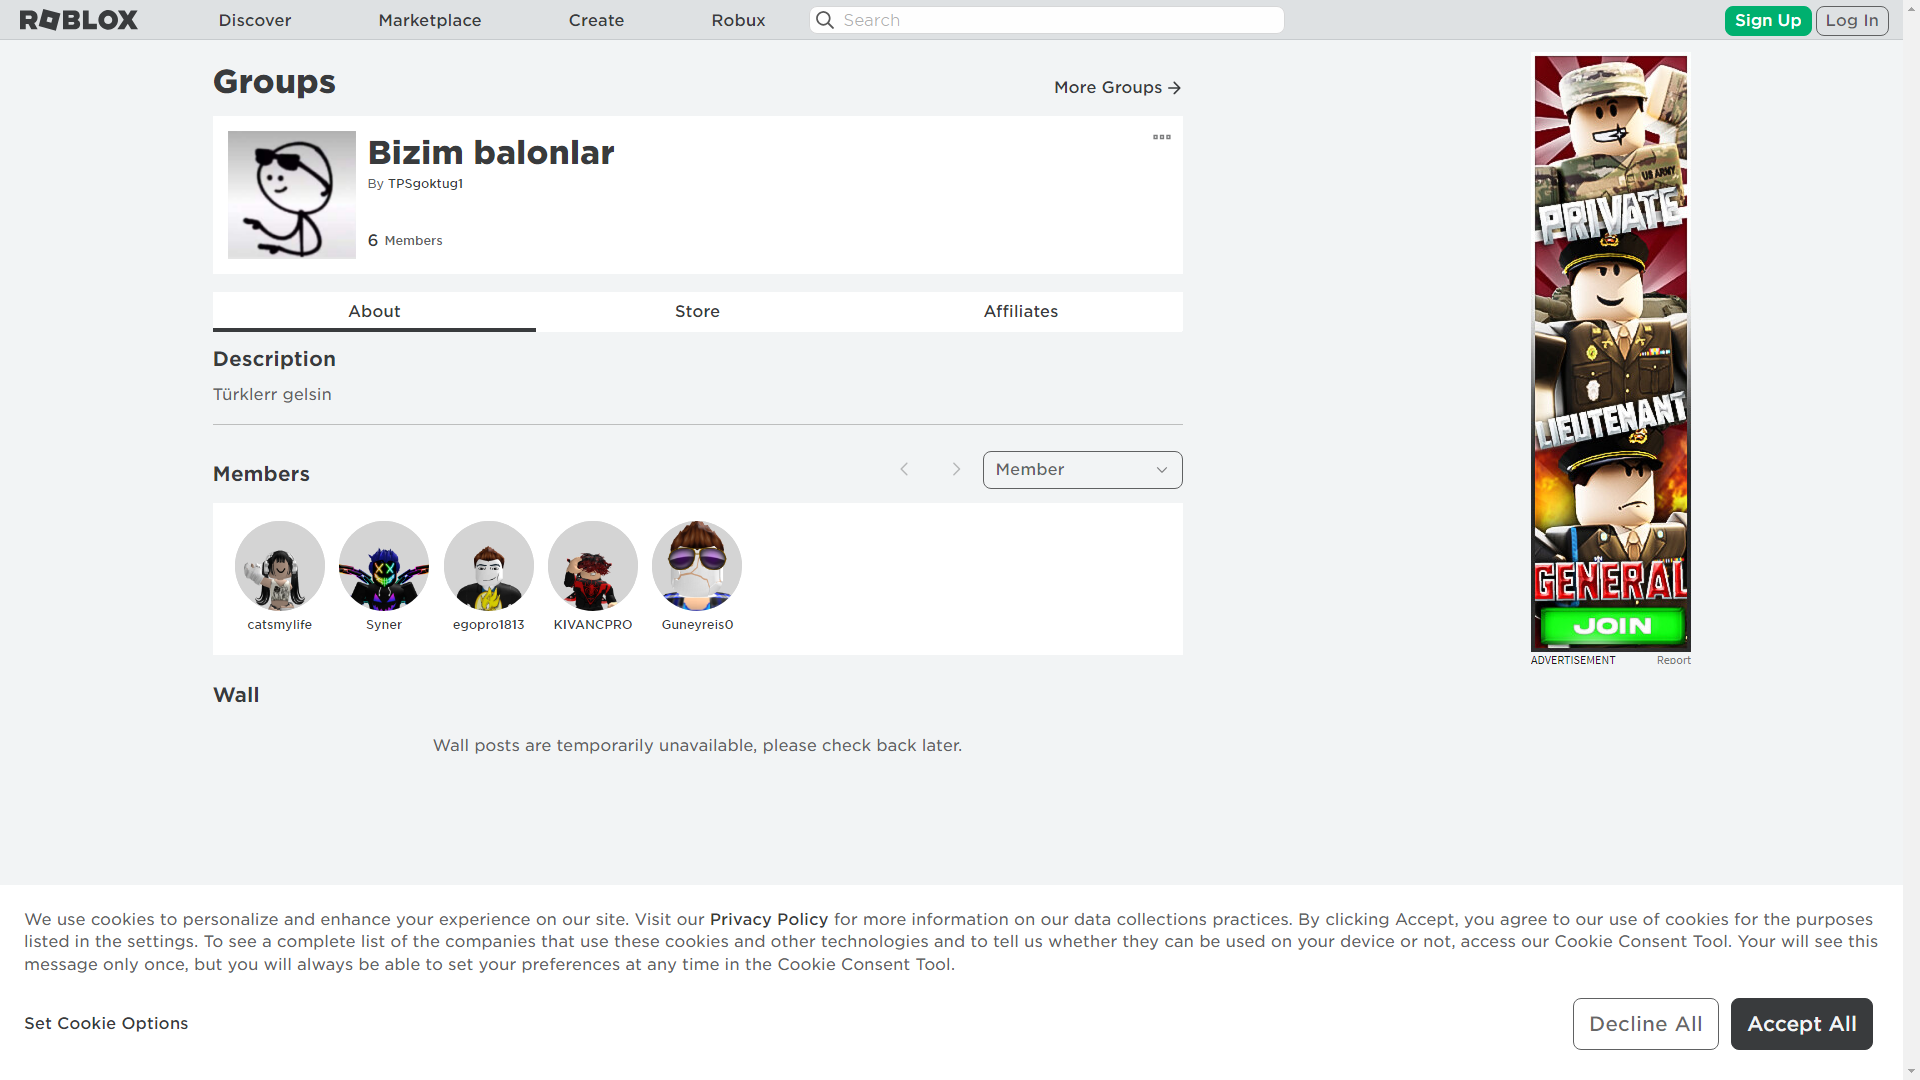 ROBLOX
Discover
Marketplace
Create
Robux
Search
Sign Up
Log In
Groups
More Groups
Bizim balonlar
By TPSgoktug1
6 Members
About
Store
Affiliates
Description
Türklerr gelsin
Members
Member
catsmylife
Syner
egopro1813
KIVANCPRO
Guneyreis0
Wall
Wall posts are temporarily unavailable, please check back later.
US ARMY
PRIVATE
LIEUTENANT
GENERAL
JOIN
ADVERTISEMENT
Report
We use cookies to personalize and enhance your experience on our site. Visit our Privacy Policy for more information on our data collections practices. By clicking Accept, you agree to our use of cookies for the purposes
listed in the settings. To see a complete list of the companies that use these cookies and other technologies and to tell us whether they can be used on your device or not, access our Cookie Consent Tool. Your will see this
message only once, but you will always be able to set your preferences at any time in the Cookie Consent Tool.
Set Cookie Options
Decline All
Accept All